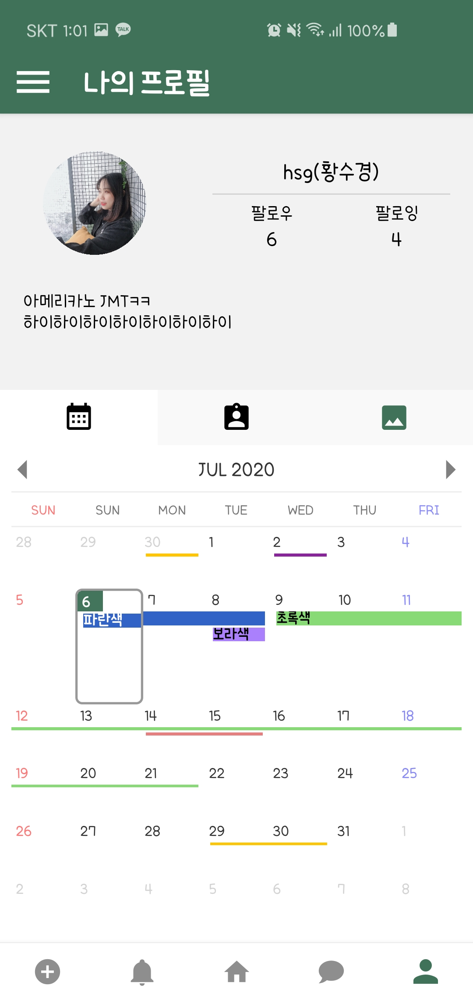 SKT 1:01 TALK 100%
나의 프로필
hsg(황수경)
팔로우 팔로잉
6 4
아메리카노 JMTㅋㅋ
하이하이하이하이하이하이하이
JUL 2020
SUN SUN MON TUE WED THU FRI
28 29 30 1 2 3 4
5 6 7 8 9 10 11
파란색 초록색
보라색
12 13 14 15 16 17 18
19 20 21 22 23 24 25
26 27 28 29 30 31 1
2 3 4 5 6 7 8